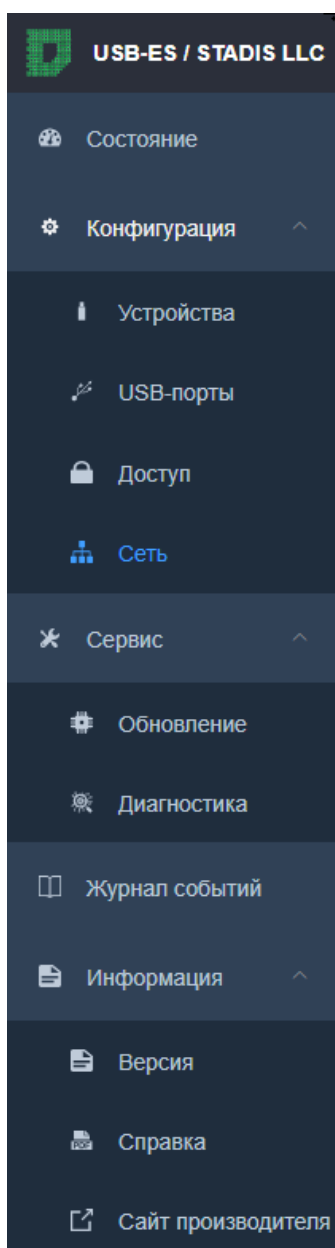 USB-ES / STADIS LLC
Состояние
Конфигурация
Устройства
USB-порты
Доступ
Сеть
Сервис
Обновление
Диагностика
Журнал событий
Информация
Версия
Справка
Сайт производителя